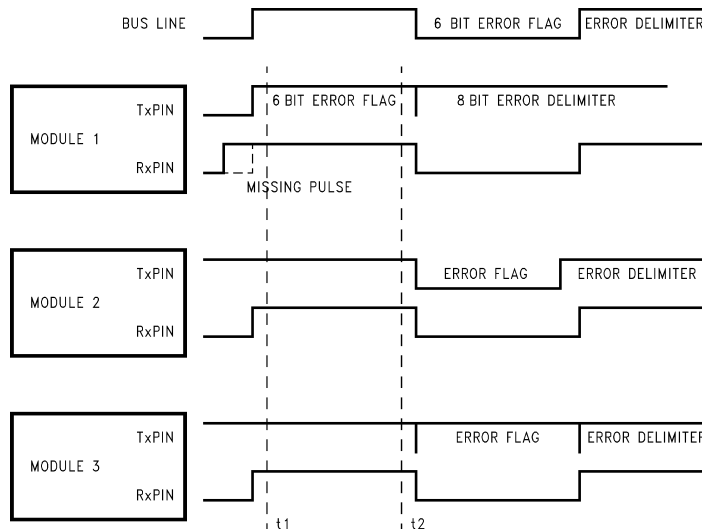 BUS LINE 6 BIT ERROR FLAG ERROR DELIMITER
TxPIN 6 BIT ERROR FLAG 8 BIT ERROR DELIMITER
MODULE 1
RxPIN
MISSING PULSE
TxPIN ERROR FLAG ERROR DELIMITER
MODULE 2
RxPIN
TxPIN ERROR FLAG ERROR DELIMITER
MODULE 3
RxPIN
t1 t2